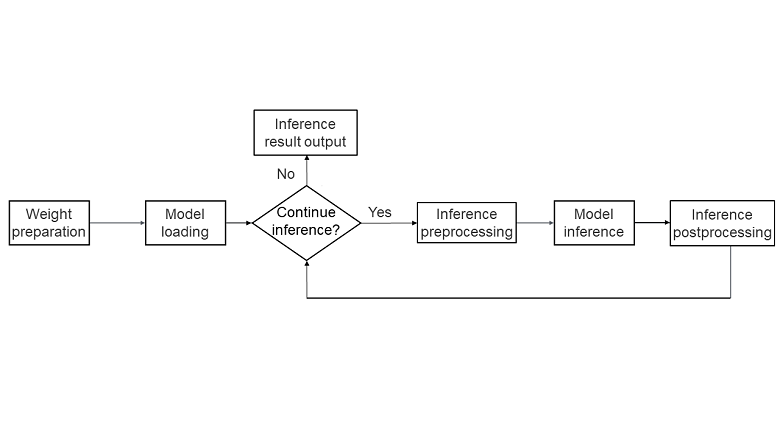 Inference
result output
No
Weight
preparation
Model
loading
Continue
inference?
Yes
Inference
preprocessing
Model
inference
Inference
postprocessing